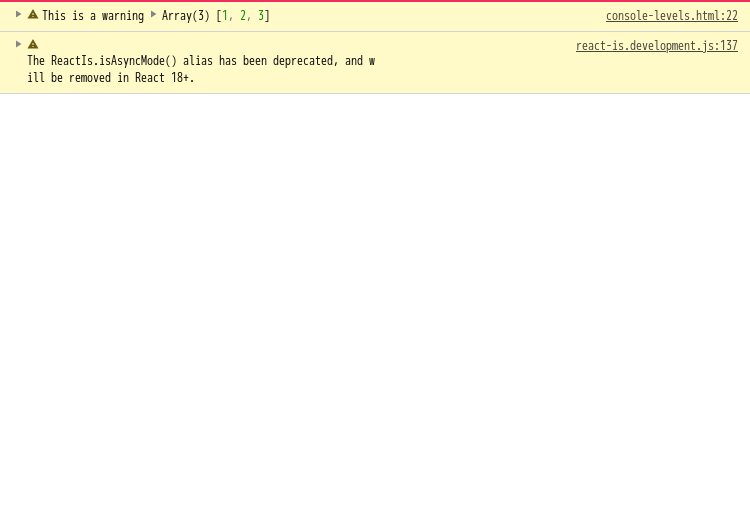 This is a warning Array(3) [1, 2, 3] console-levels.html:22
react-is.development.js:137
The ReactIs.isAsyncMode() alias has been deprecated, and w
ill be removed in React 18+.